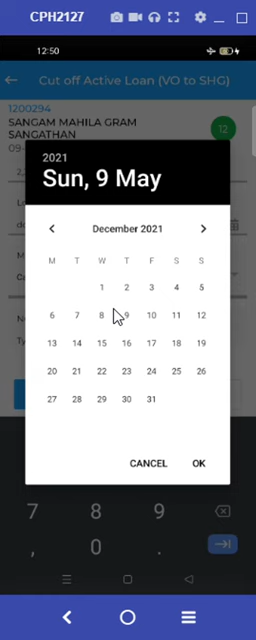 CPH2127
12:50
Cut off Active Loan (VO to SHG)
1200294
SANGAM MAHILA GRAM
SANGATHAN
12
09-
2021
Sun, 9 May
December 2021
M T W T F S S
1 2 3 4 5
6 7 8 9 10 11 12
13 14 15 16 17 18 19
20 21 22 23 24 25 26
27 28 29 30 31
CANCEL OK
7 8 9
, 0 .